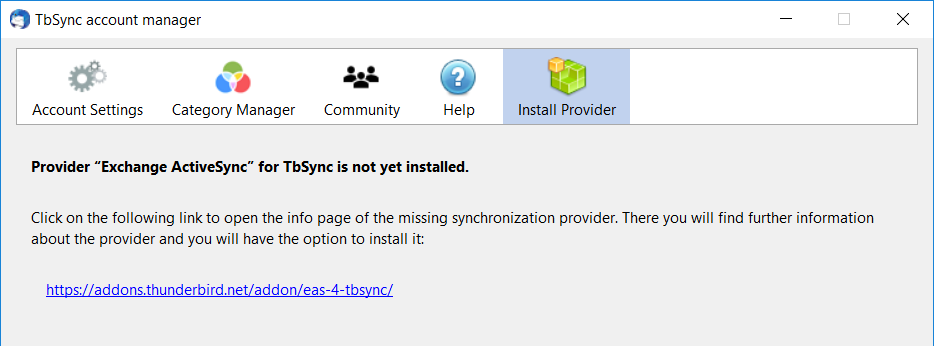 TbSync account manager
Account Settings
Category Manager
Community
Help
Install Provider
Provider “Exchange ActiveSync” for TbSync is not yet installed.
Click on the following link to open the info page of the missing synchronization provider. There you will find further information
about the provider and you will have the option to install it:
https://addons.thunderbird.net/addon/eas-4-tbsync/